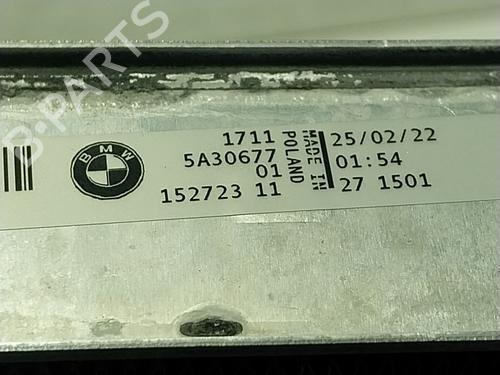 B-PARTS
BMW
1711
5A30677
01
152723 11
POLAND
MADE IN
25/02/22
01:54
27 1501